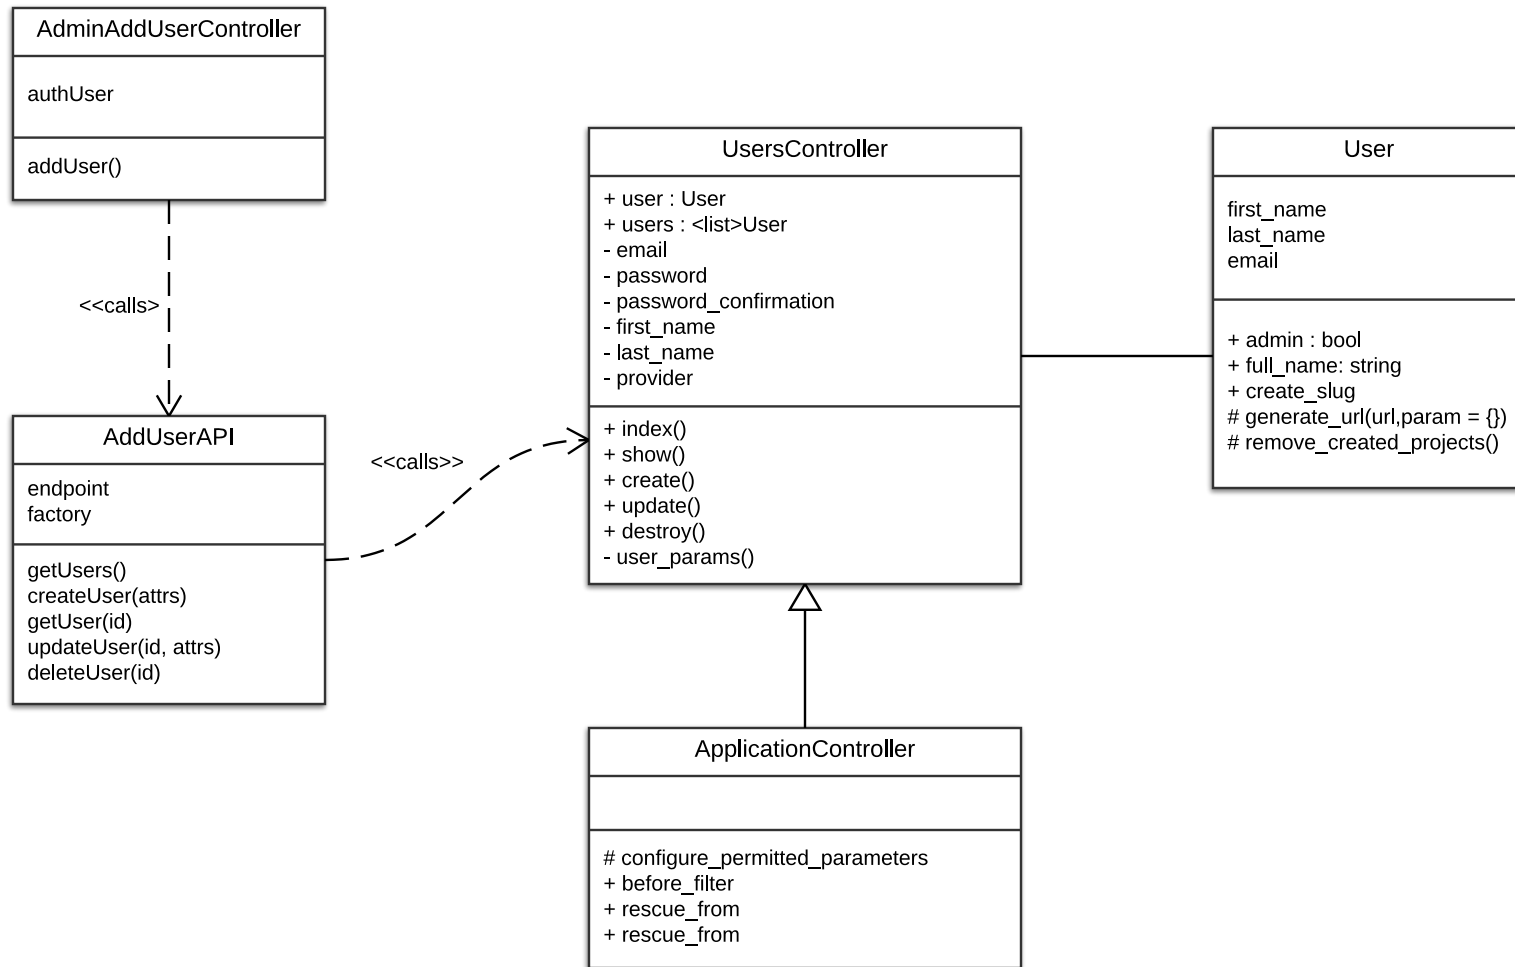 AdminAddUserController
authUser
addUser()
<<calls>
AddUserAPI
endpoint
factory
getUsers()
createUser(attrs)
getUser(id)
updateUser(id, attrs)
deleteUser(id)
<<calls>>
UsersController
+ user : User
+ users : <list>User
- email
- password
- password_confirmation
- first_name
- last_name
- provider
+ index()
+ show()
+ create()
+ update()
+ destroy()
- user_params()
User
first_name
last_name
email
+ admin : bool
+ full_name: string
+ create_slug
# generate_url(url,param = {})
# remove_created_projects()
ApplicationController
# configure_permitted_parameters
+ before_filter
+ rescue_from
+ rescue_from